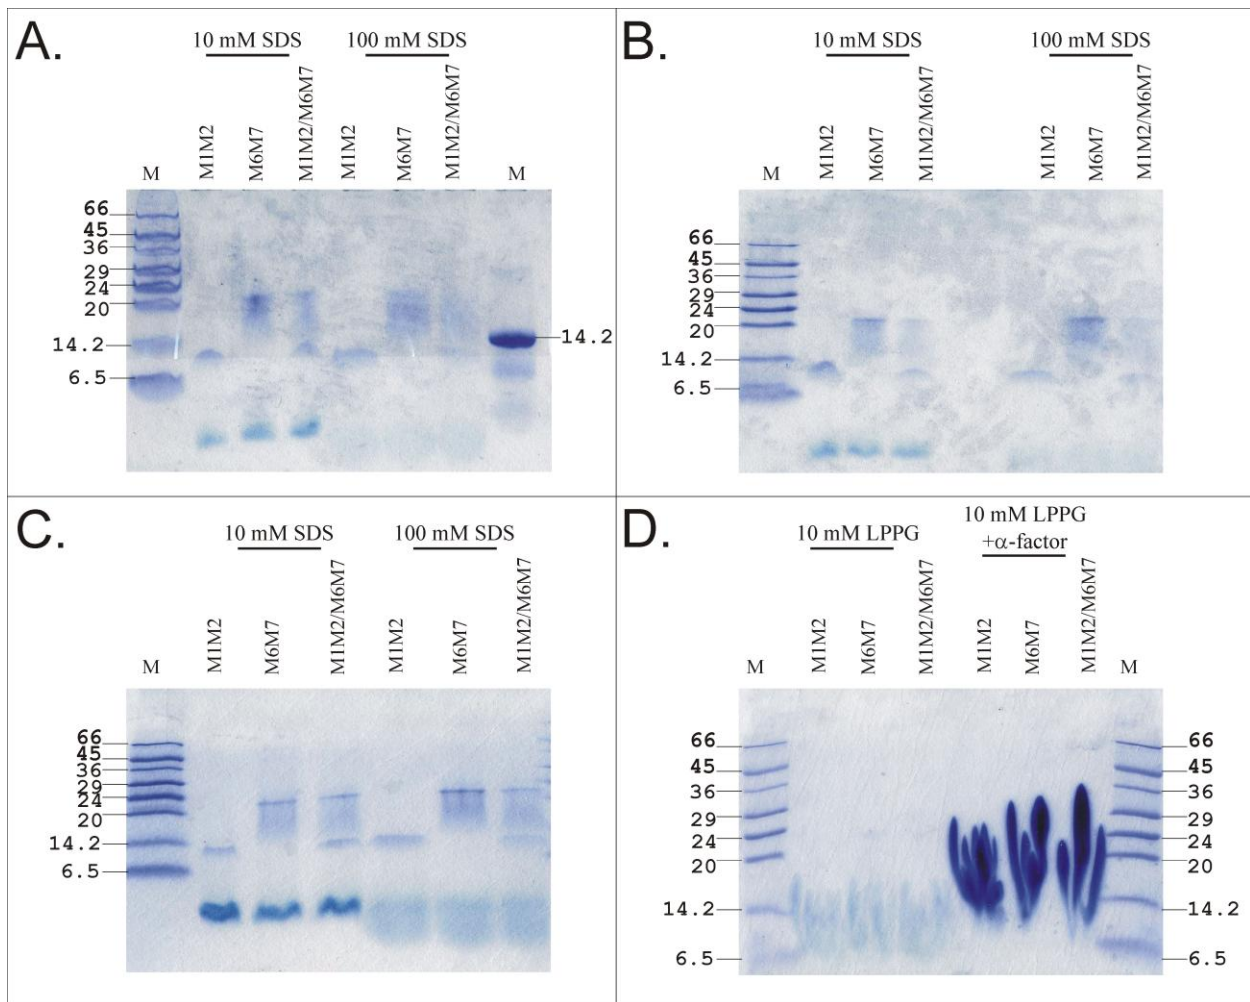 A.
10 mM SDS
100 mM SDS
M
M1M2
M6M7
M1M2/M6M7
M1M2
M6M7
M1M2/M6M7
M
66
45
36
29
24
20
14.2
6.5
14.2
B.
10 mM SDS
100 mM SDS
M
M1M2
M6M7
M1M2/M6M7
M1M2
M6M7
M1M2/M6M7
66
45
36
29
24
20
14.2
6.5
C.
10 mM SDS
100 mM SDS
M
M1M2
M6M7
M1M2/M6M7
M1M2
M6M7
M1M2/M6M7
66
45
36
29
24
20
14.2
6.5
D.
10 mM LPPG
10 mM LPPG
+α-factor
M
M1M2
M6M7
M1M2/M6M7
M1M2
M6M7
M1M2/M6M7
M
66
45
36
29
24
20
14.2
6.5
66
45
36
29
24
20
14.2
6.5